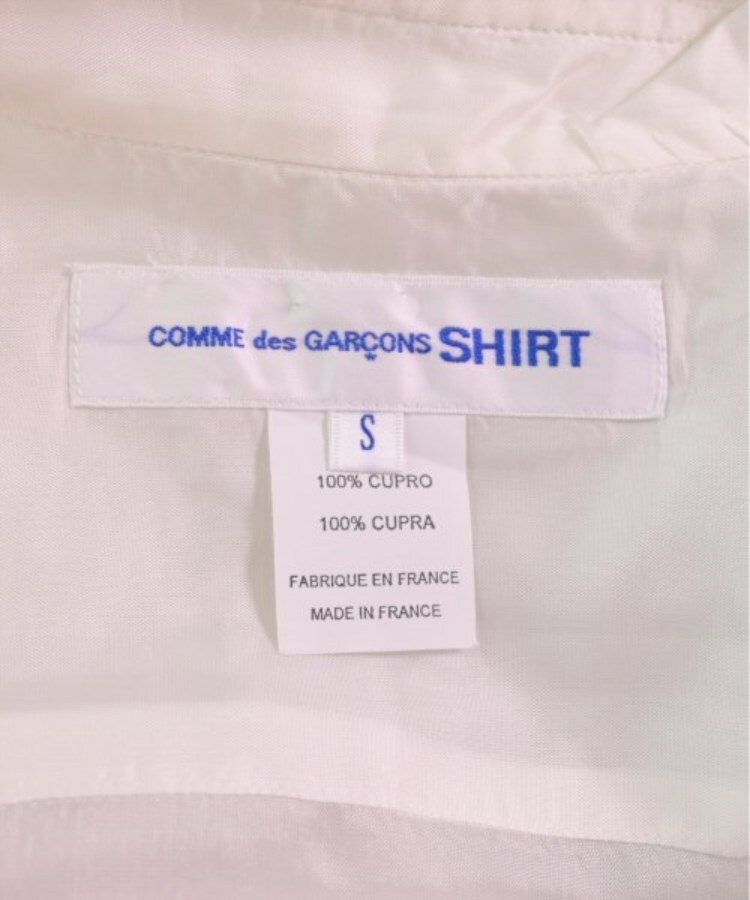 COMME des GARÇONS SHIRT
S
100% CUPRO
100% CUPRA
FABRIQUE EN FRANCE
MADE IN FRANCE